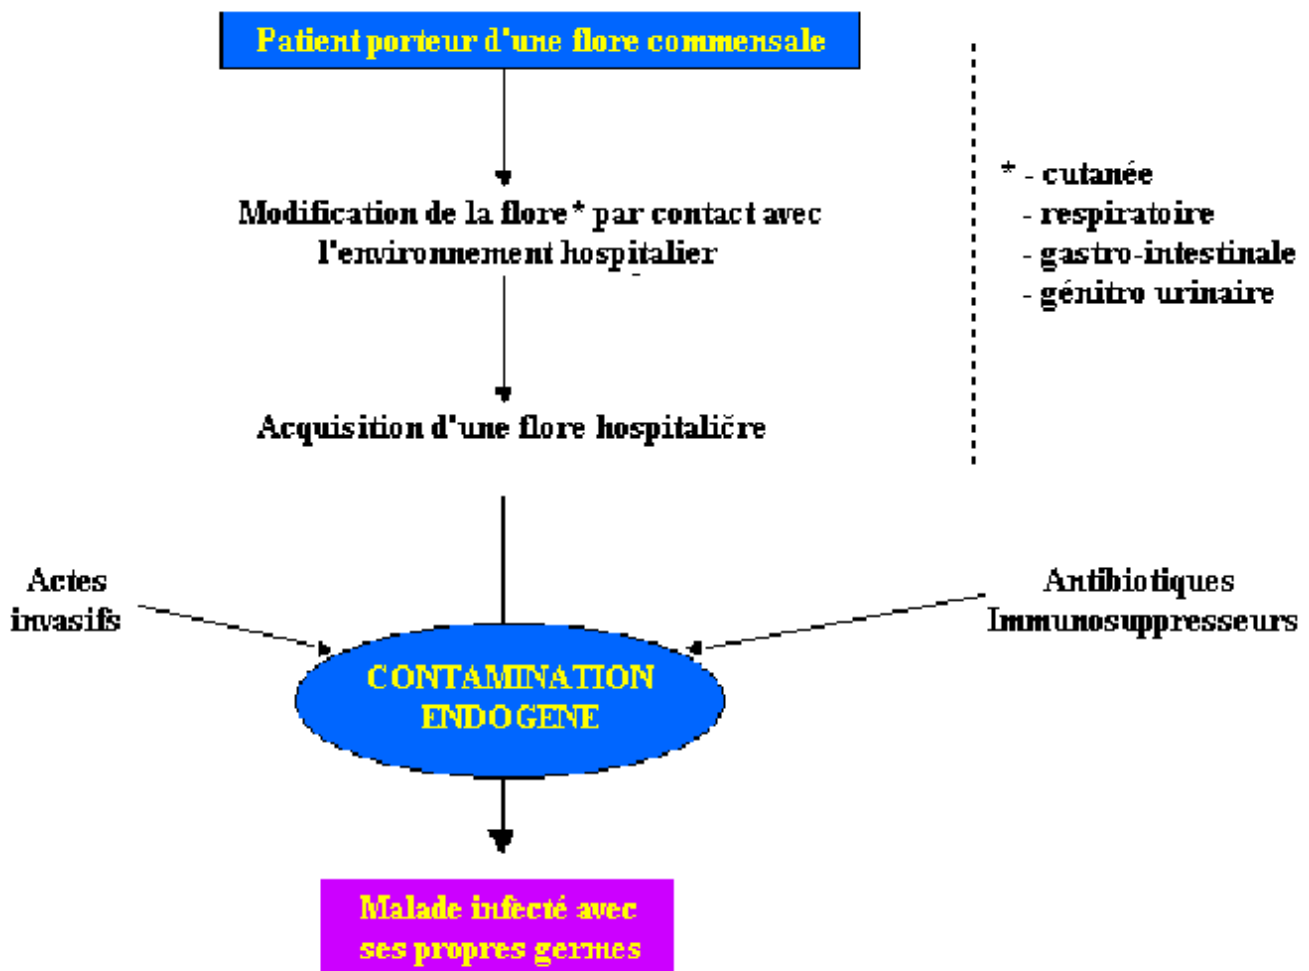 Patient porteur d'une flore commensale
* - cutanée
- respiratoire
- gastro-intestinale
- génitro urinaire
Modification de la flore* par contact avec
l'environnement hospitalier
Acquisition d'une flore hospitaličre
Actes
invasifs
Antibiotiques
Immunosuppresseurs
CONTAMINATION
ENDOGENE
Malade infecté avec
ses propres germes